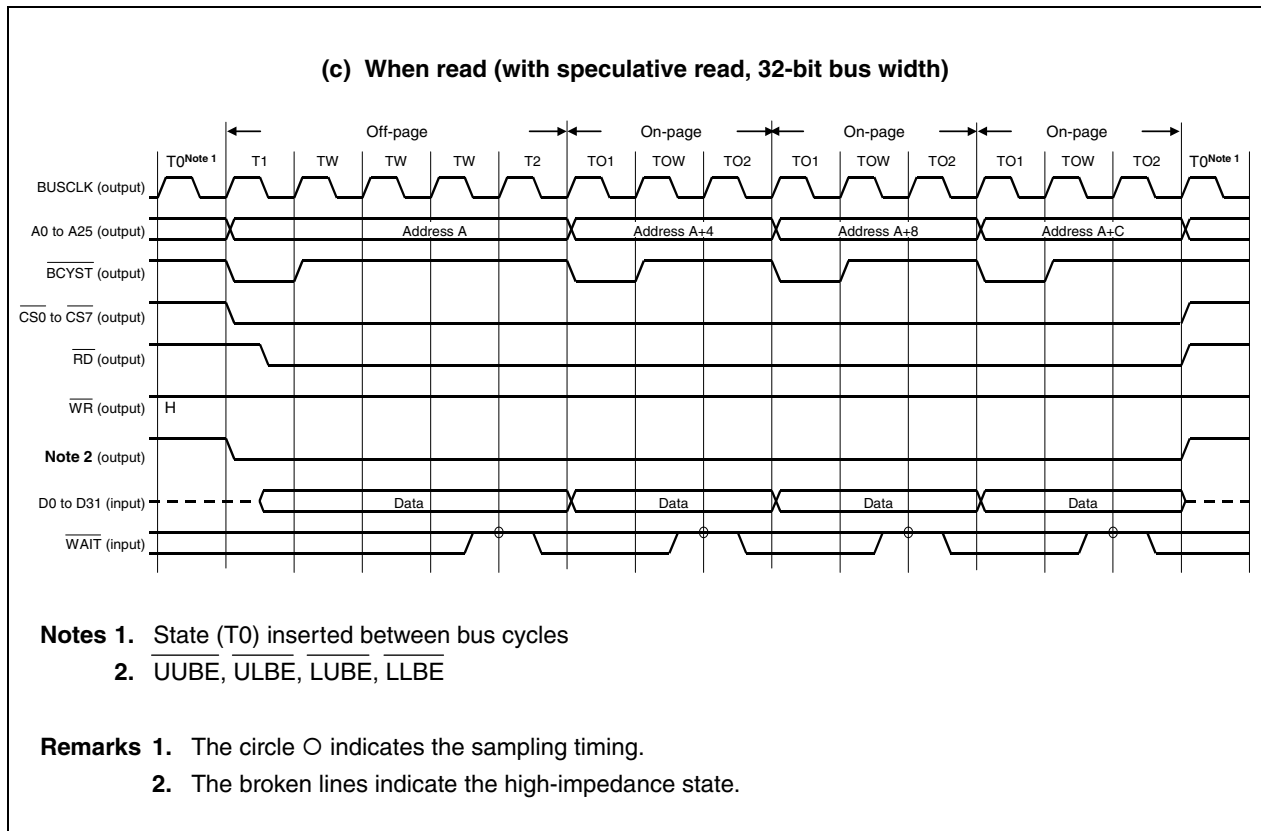 (c) When read (with speculative read, 32-bit bus width)
Off-page On-page On-page On-page
T0Note 1 T1 TW TW TW T2 TO1 TOW TO2 TO1 TOW TO2 TO1 TOW TO2 T0Note 1
BUSCLK (output)
A0 to A25 (output) Address A Address A+4 Address A+8 Address A+C
BCYST (output)
CS0 to CS7 (output)
RD (output)
WR (output) H
Note 2 (output)
D0 to D31 (input) Data Data Data Data
WAIT (input)
Notes 1. State (T0) inserted between bus cycles
2. UUBE, ULBE, LUBE, LLBE
Remarks 1. The circle O indicates the sampling timing.
2. The broken lines indicate the high-impedance state.